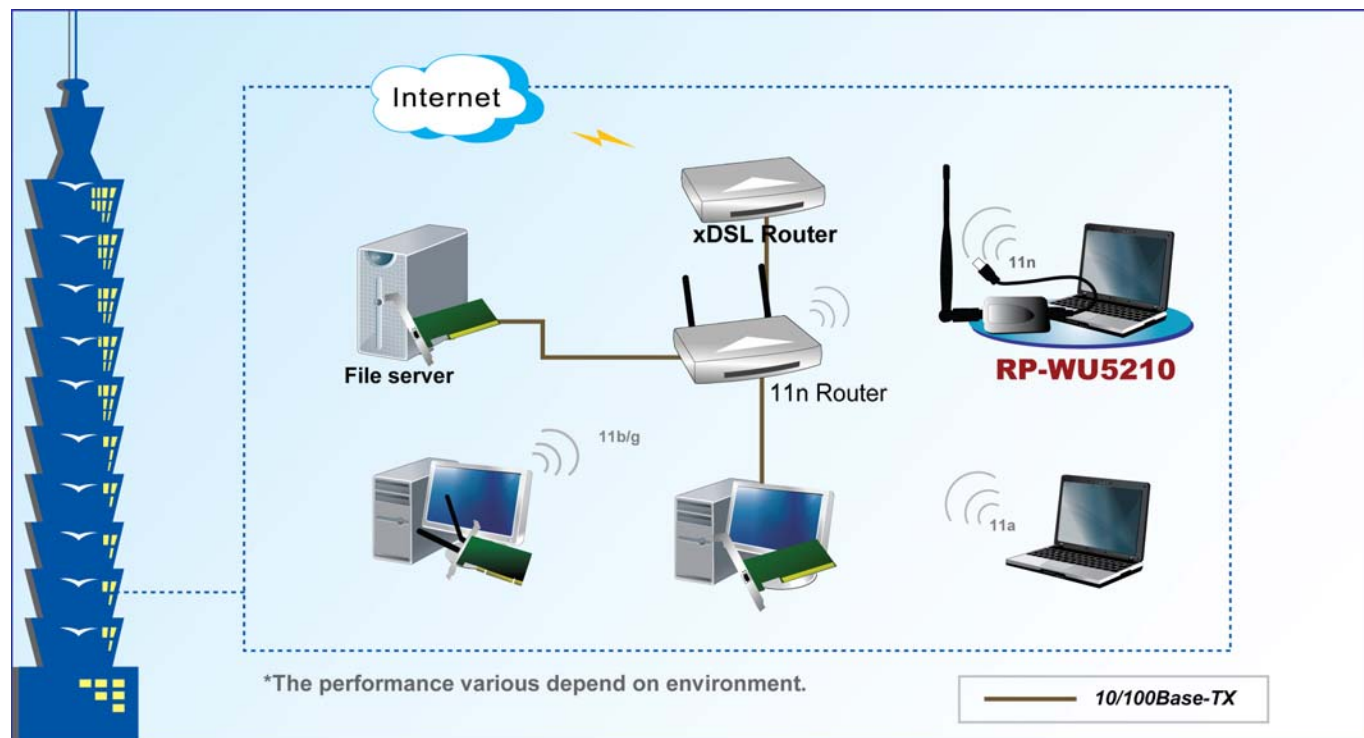 Internet
xDSL Router
11n
File server
11n Router
RP-WU5210
11b/g
11a
*The performance various depend on environment.
10/100Base-TX